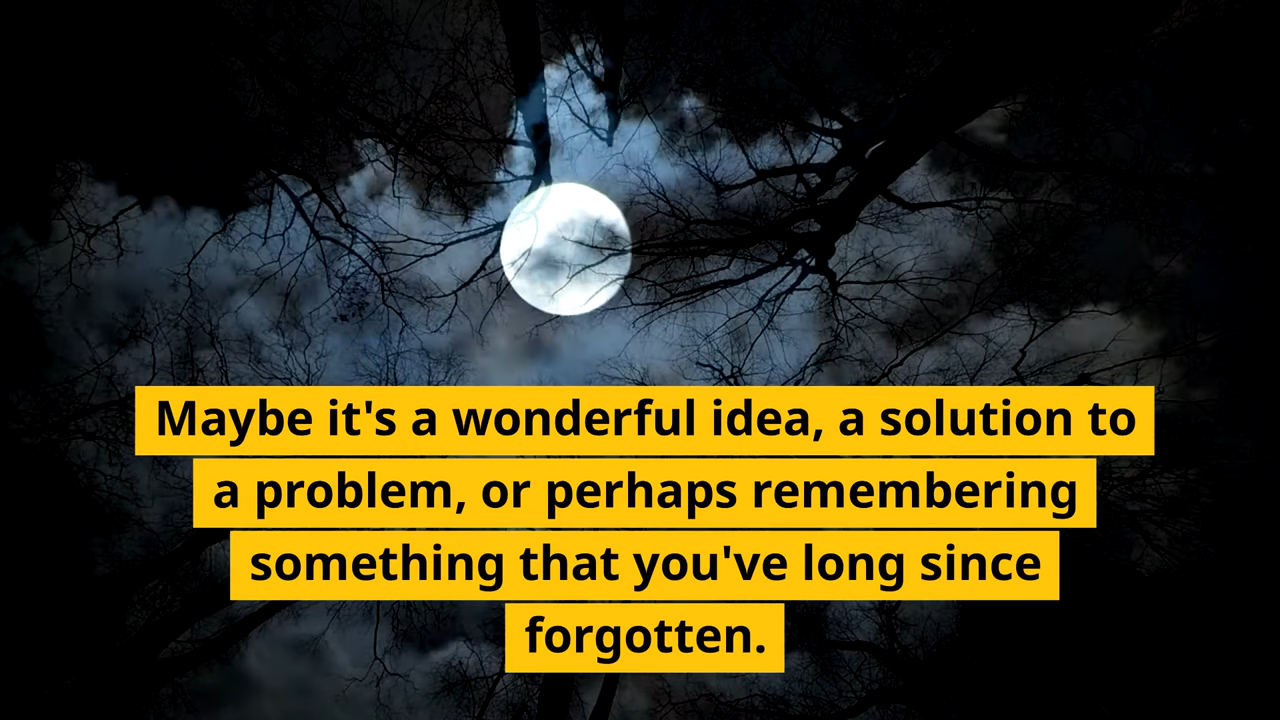 Maybe it's a wonderful idea, a solution to
a problem, or perhaps remembering
something that you've long since
forgotten.